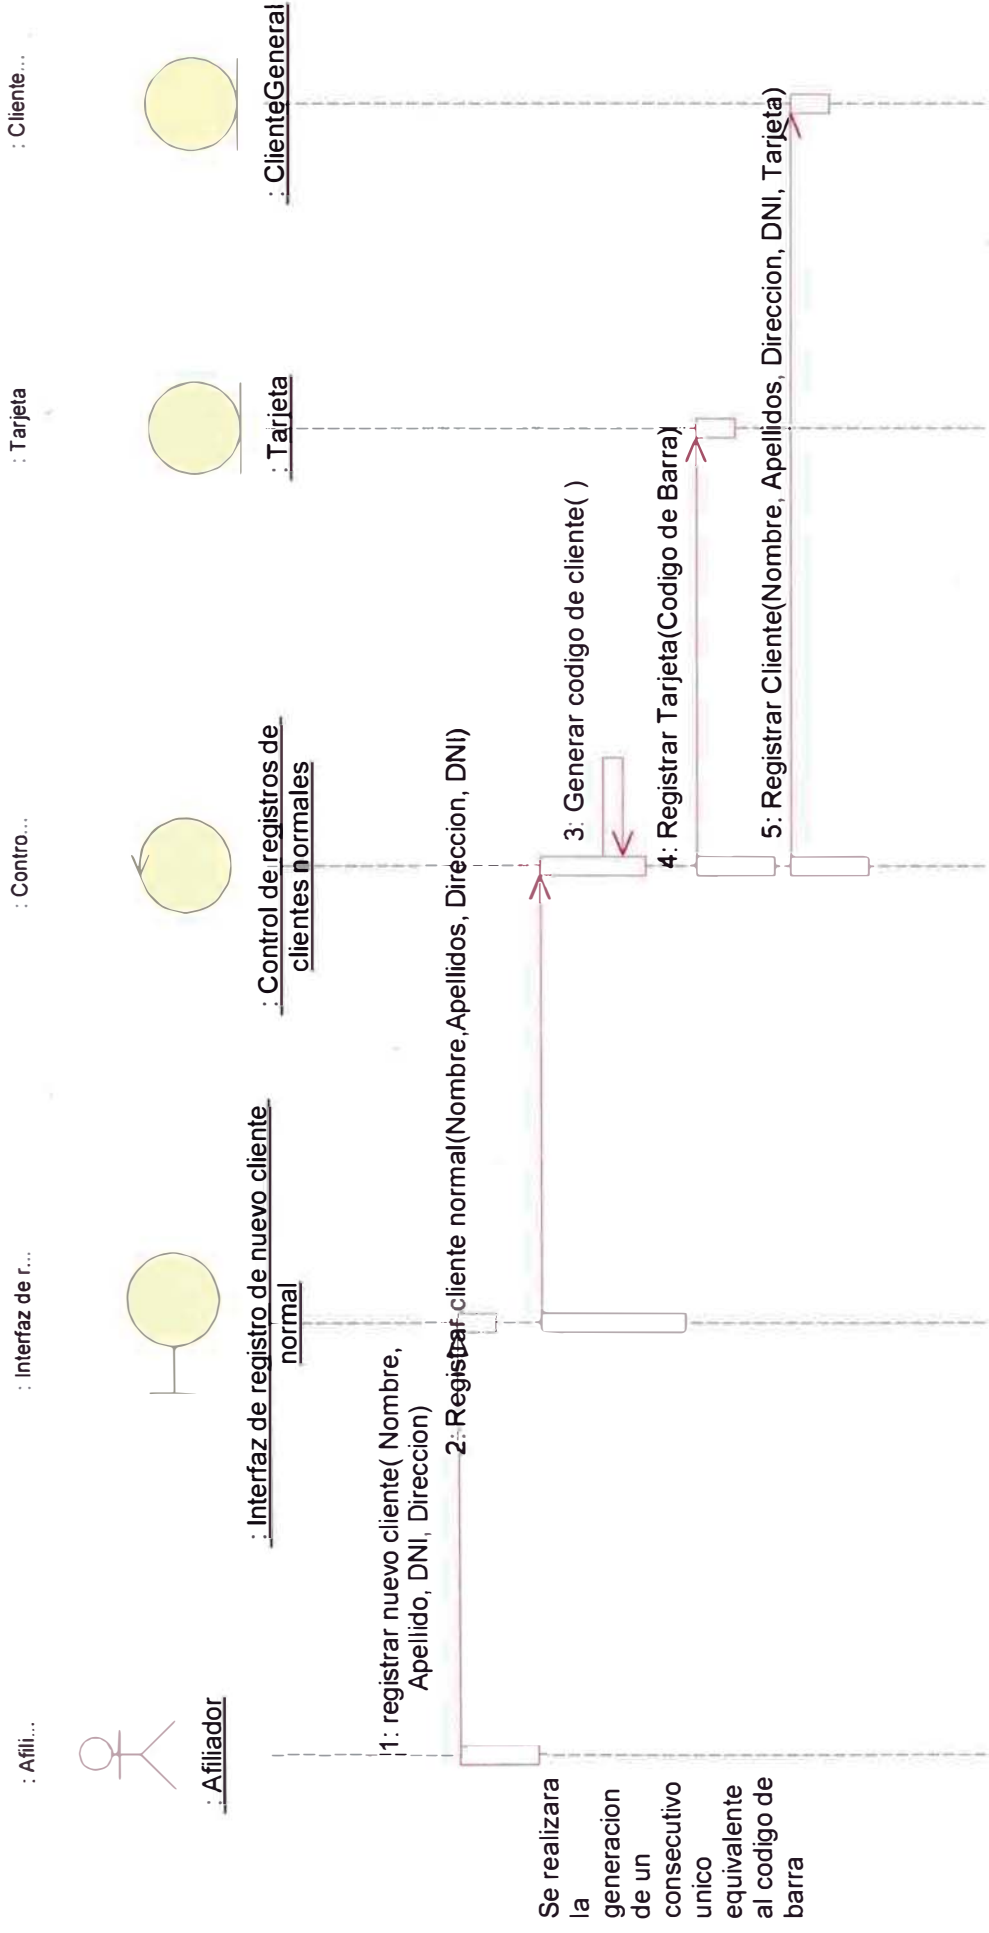 : Afili...
: Interfaz de r...
: Contro...
: Tarjeta
: Cliente...
: Afiliador
: Interfaz de registro de nuevo cliente
normal
: Control de registros de
clientes normales
: Tarjeta
: ClienteGeneral
1: registrar nuevo cliente( Nombre,
Apellido, DNI, Direccion)
2: Registrar cliente normal(Nombre,Apellidos, Direccion, DNI)
3: Generar codigo de cliente( )
4: Registrar Tarjeta(Codigo de Barra)
5: Registrar Cliente(Nombre, Apellidos, Direccion, DNI, Tarjeta)
Se realizara
la
generacion
de un
consecutivo
unico
equivalente
al codigo de
barra